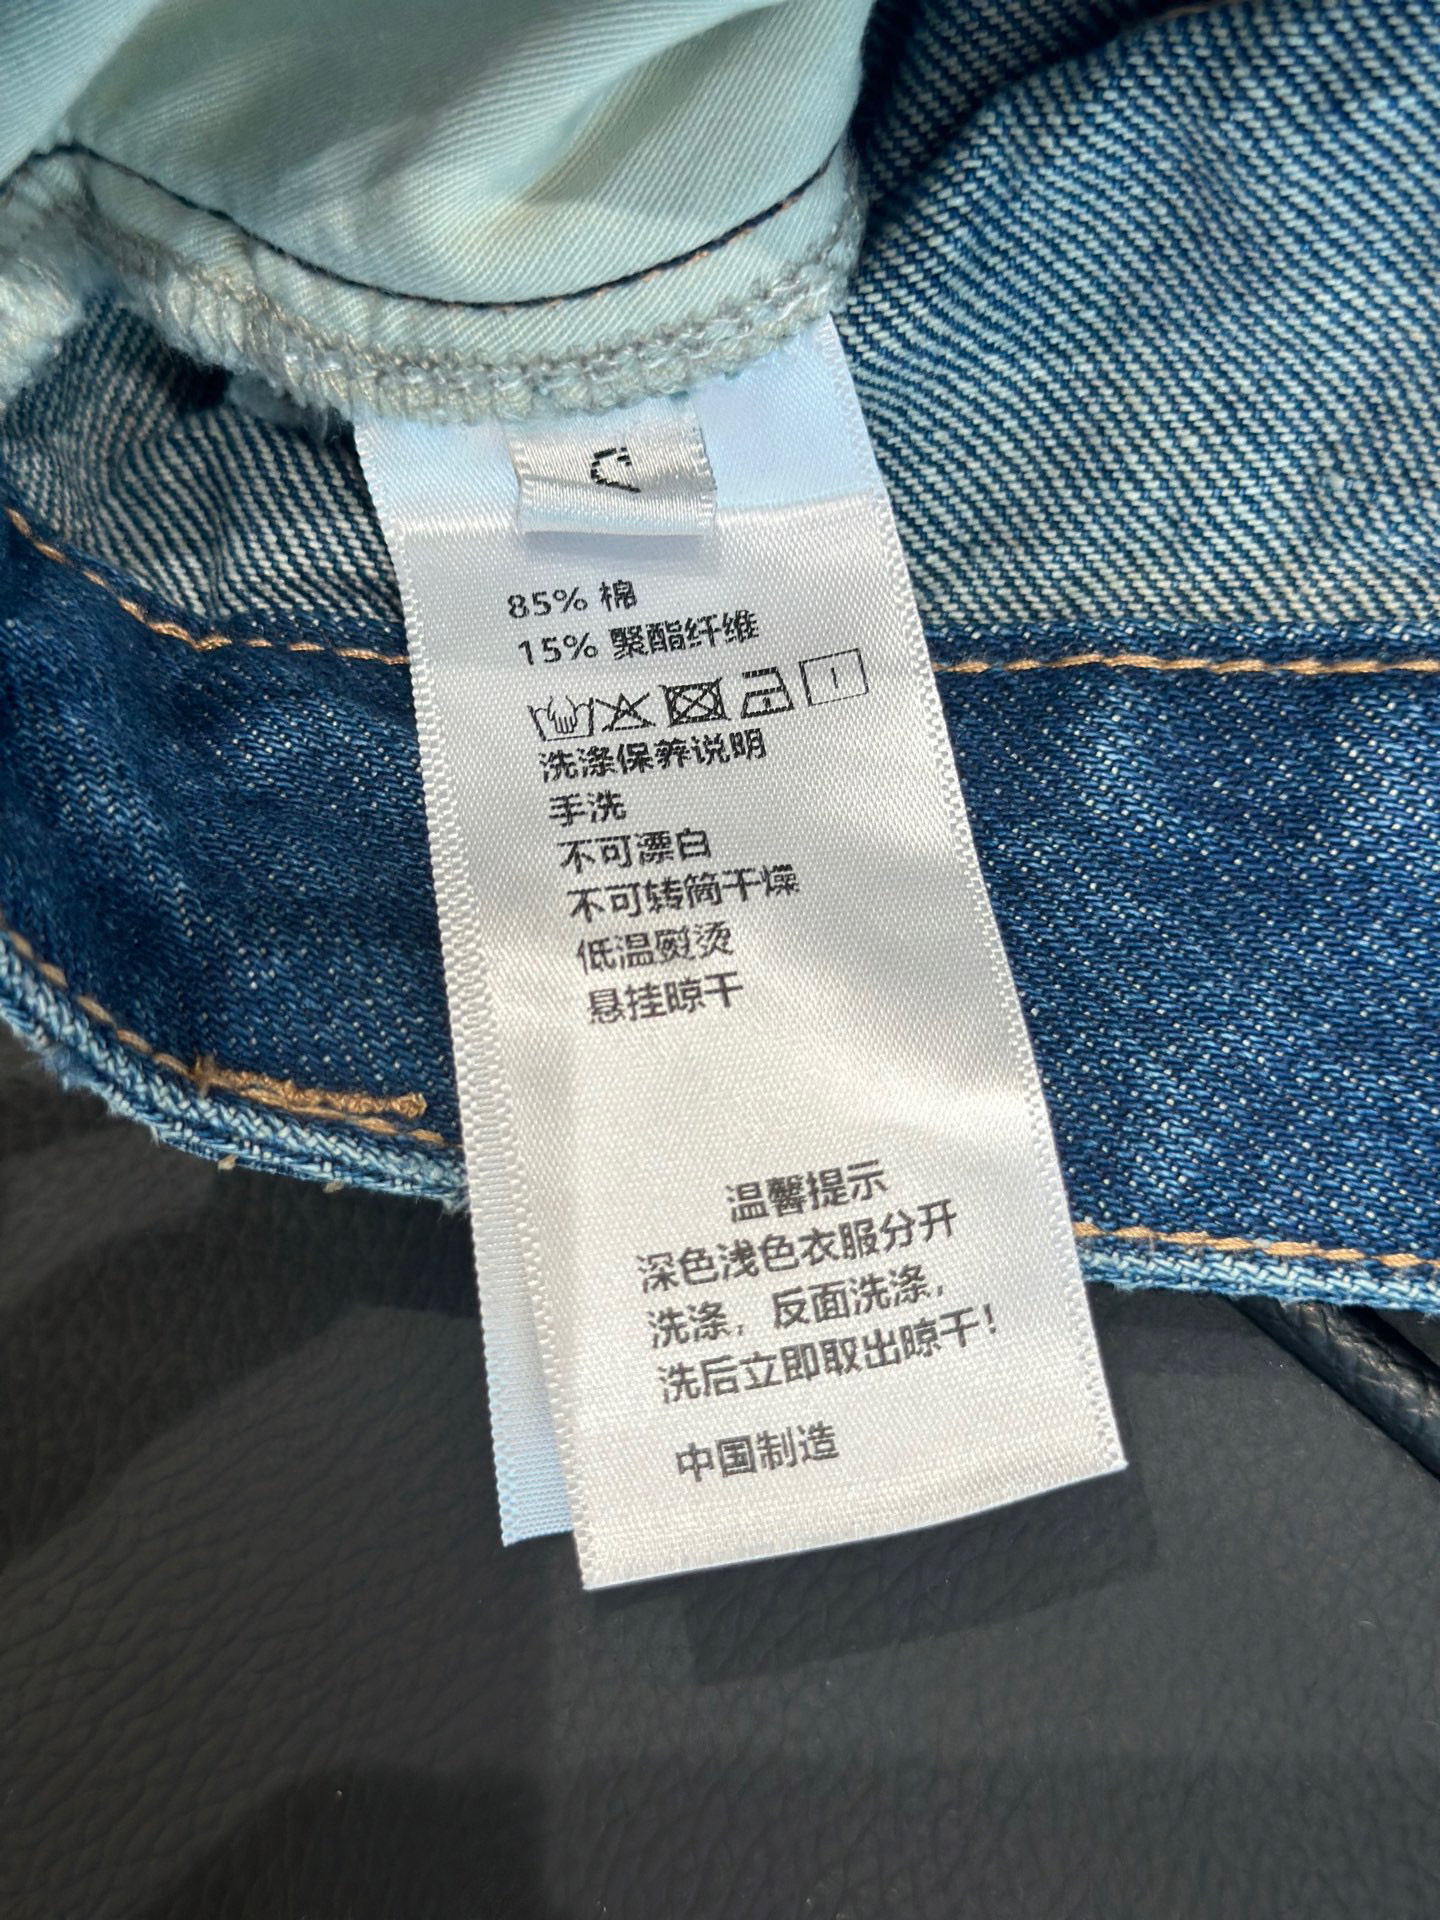 85% 棉
15% 聚酯纤维
洗涤保养说明
手洗
不可漂白
不可转筒干燥
低温熨烫
悬挂晾干
温馨提示
深色浅色衣服分开
洗涤，反面洗涤，
洗后立即取出晾干！
中国制造